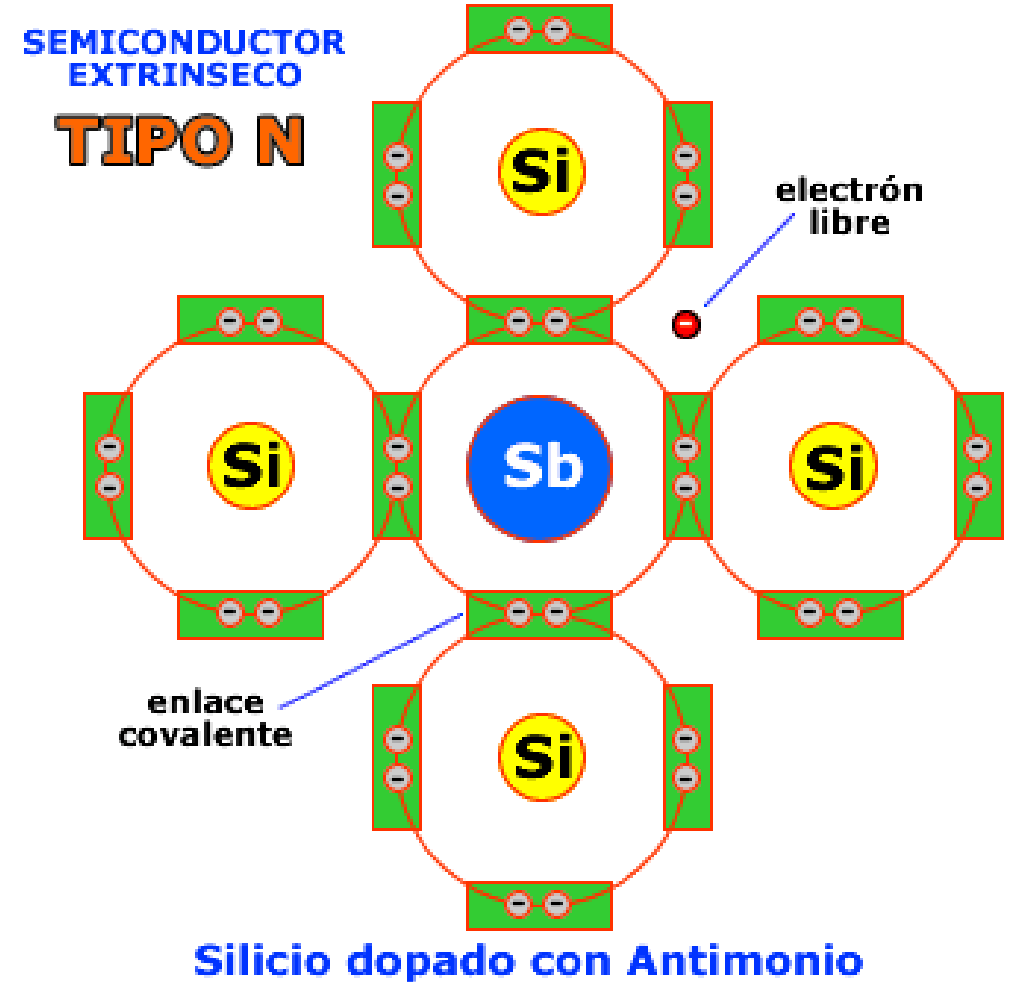 SEMICONDUCTOR
EXTRINSECO
TIPO N
Si
electrón
libre
Si
Sb
Si
enlace
covalente
Si
Silicio dopado con Antimonio